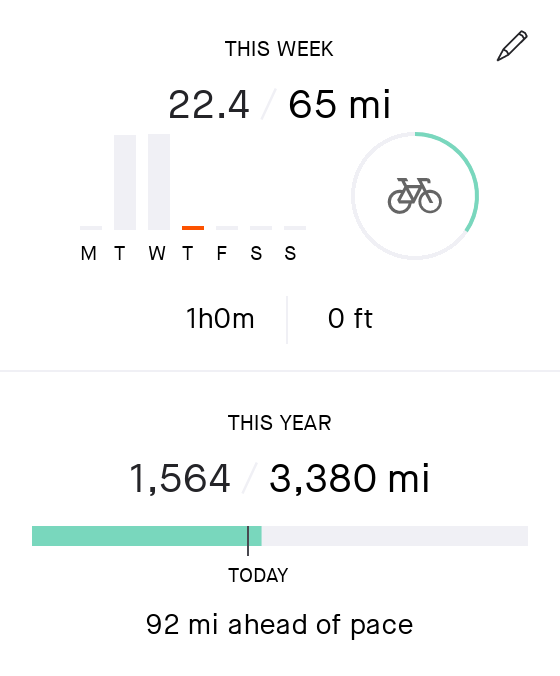 THIS WEEK
22.4 / 65 mi
M T W T F S S
1h0m 0 ft
THIS YEAR
1,564 / 3,380 mi
TODAY
92 mi ahead of pace